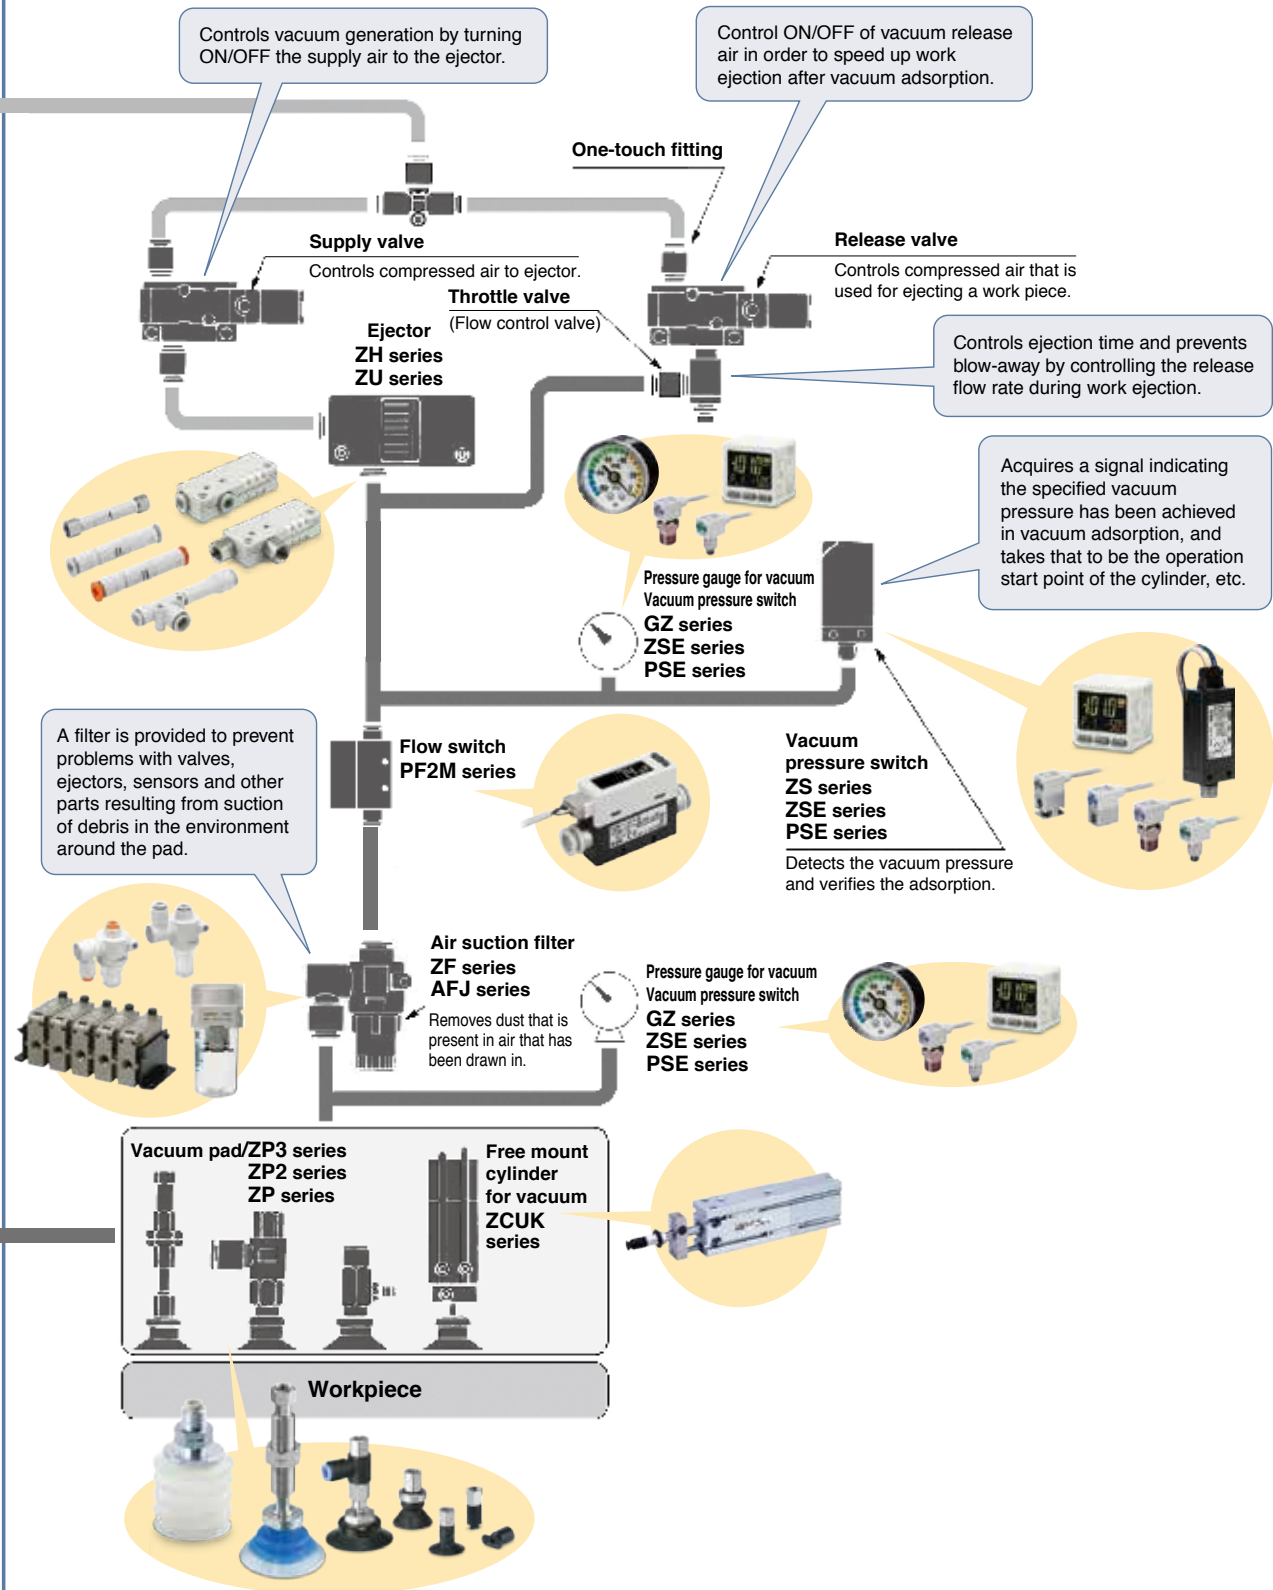 Controls vacuum generation by turning
ON/OFF the supply air to the ejector.
Control ON/OFF of vacuum release
air in order to speed up work
ejection after vacuum adsorption.
One-touch fitting
Supply valve
Controls compressed air to ejector.
Release valve
Controls compressed air that is
used for ejecting a work piece.
Throttle valve
(Flow control valve)
Ejector
ZH series
ZU series
Controls ejection time and prevents
blow-away by controlling the release
flow rate during work ejection.
Acquires a signal indicating
the specified vacuum
pressure has been achieved
in vacuum adsorption, and
takes that to be the operation
start point of the cylinder, etc.
Pressure gauge for vacuum
Vacuum pressure switch
GZ series
ZSE series
PSE series
A filter is provided to prevent
problems with valves,
ejectors, sensors and other
parts resulting from suction
of debris in the environment
around the pad.
Flow switch
PF2M series
Vacuum
pressure switch
ZS series
ZSE series
PSE series
Detects the vacuum pressure
and verifies the adsorption.
Air suction filter
ZF series
AFJ series
Removes dust that is
present in air that has
been drawn in.
Pressure gauge for vacuum
Vacuum pressure switch
GZ series
ZSE series
PSE series
Vacuum pad/ZP3 series
ZP2 series
ZP series
Free mount
cylinder
for vacuum
ZCUK
series
Workpiece